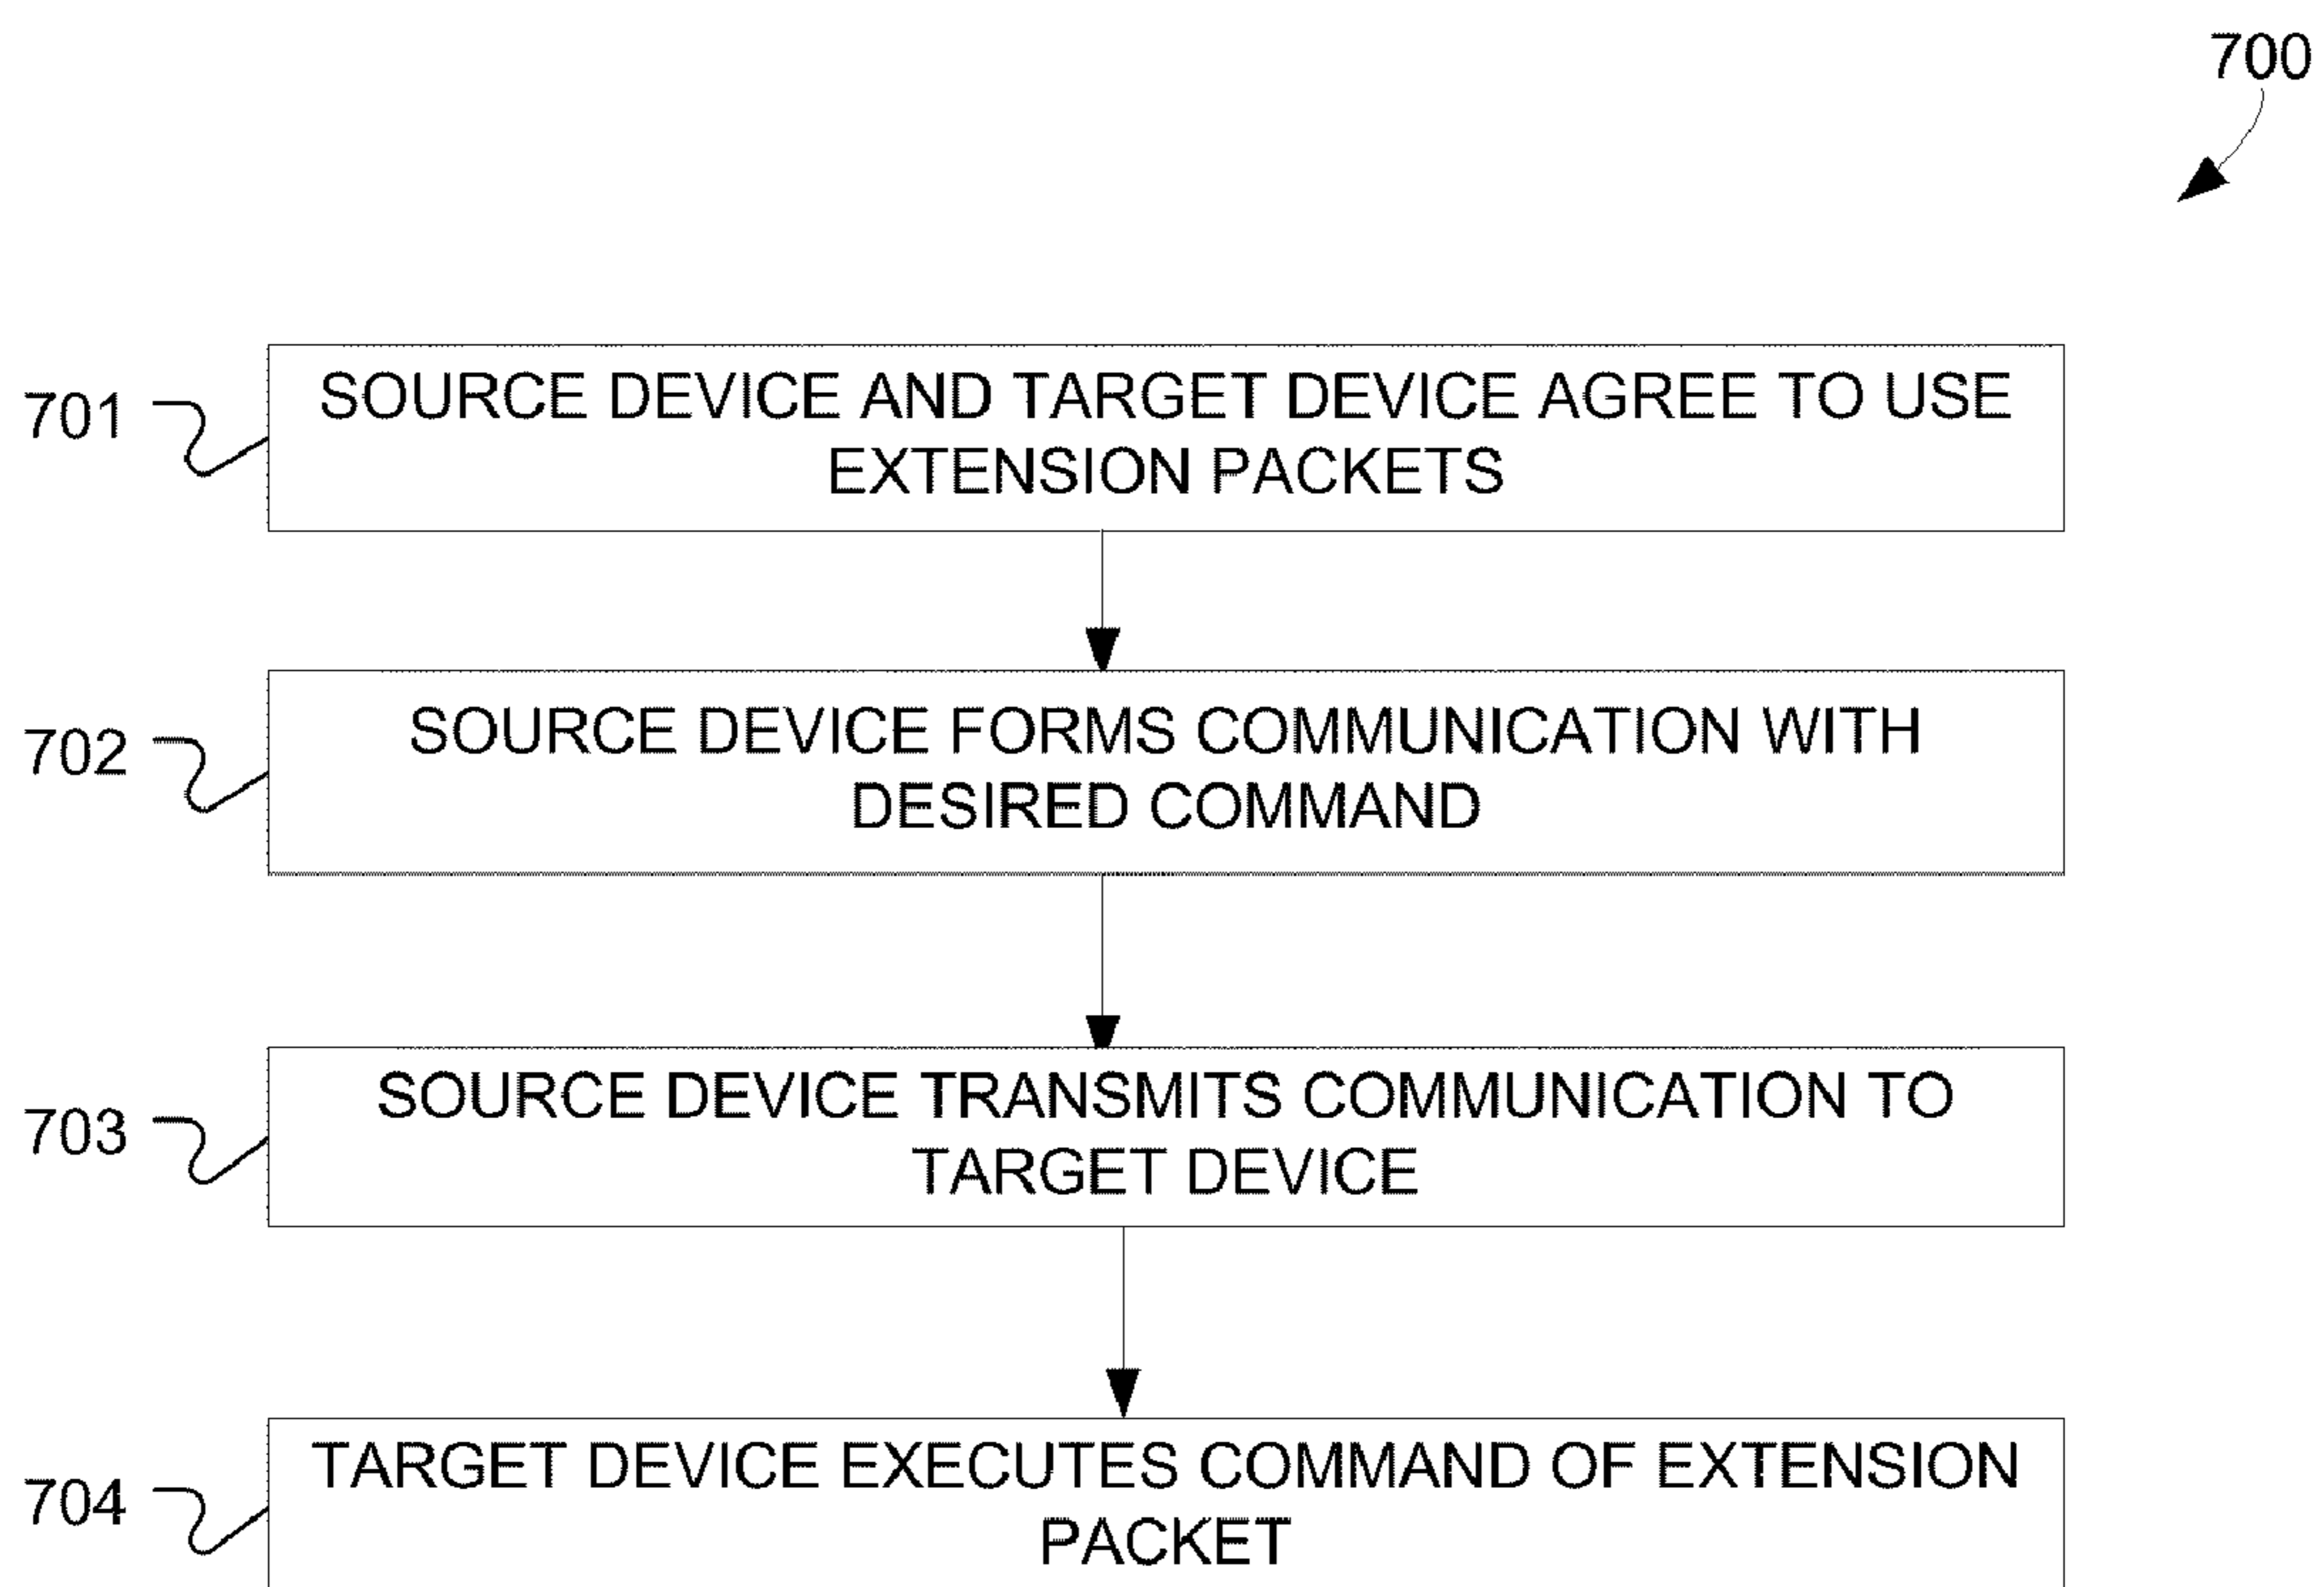 700
701
SOURCE DEVICE AND TARGET DEVICE AGREE TO USE
EXTENSION PACKETS
702
SOURCE DEVICE FORMS COMMUNICATION WITH
DESIRED COMMAND
703
SOURCE DEVICE TRANSMITS COMMUNICATION TO
TARGET DEVICE
704
TARGET DEVICE EXECUTES COMMAND OF EXTENSION
PACKET